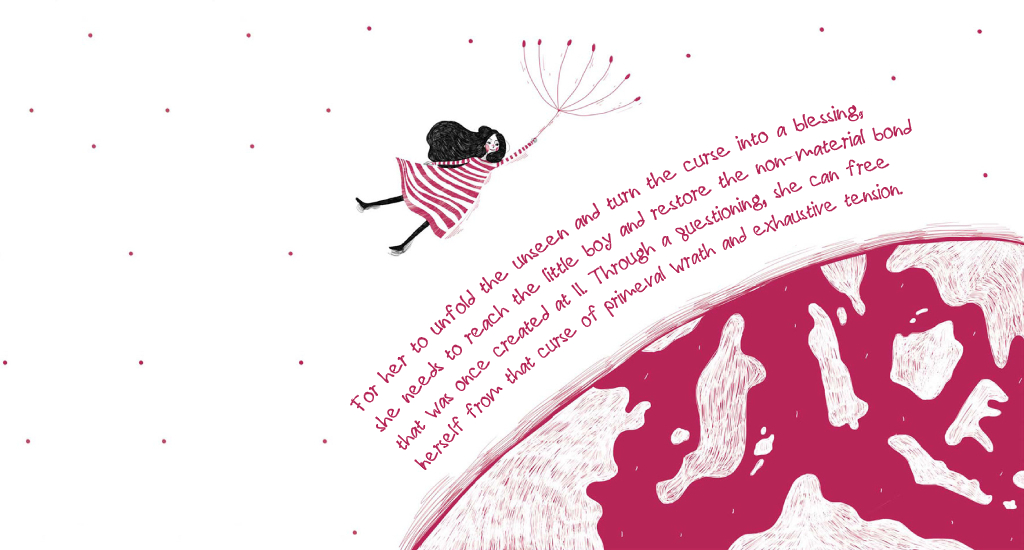 For her to unfold the unseen and turn the curse into a blessing,
she needs to reach the little boy and restore the non-material bond
that was once created at 11. Through a questioning, she can free
herself from that curse of primeval wrath and exhaustive tension.